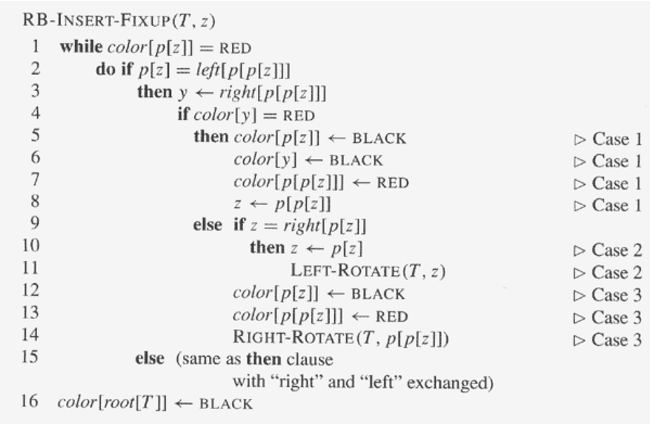 RB-INSERT-FIXUP(T, z)
1 while color[p[z]] = RED
2 do if p[z] = left[p[p[z]]]
3 then y ← right[p[p[z]]]
4 if color[y] = RED
5 then color[p[z]] ← BLACK ▷ Case 1
6 color[y] ← BLACK ▷ Case 1
7 color[p[p[z]]] ← RED ▷ Case 1
8 z ← p[p[z]] ▷ Case 1
9 else if z = right[p[z]]
10 then z ← p[z] ▷ Case 2
11 LEFT-ROTATE(T, z) ▷ Case 2
12 color[p[z]] ← BLACK ▷ Case 3
13 color[p[p[z]]] ← RED ▷ Case 3
14 RIGHT-ROTATE(T, p[p[z]]) ▷ Case 3
15 else (same as then clause
with “right” and “left” exchanged)
16 color[root[T]] ← BLACK